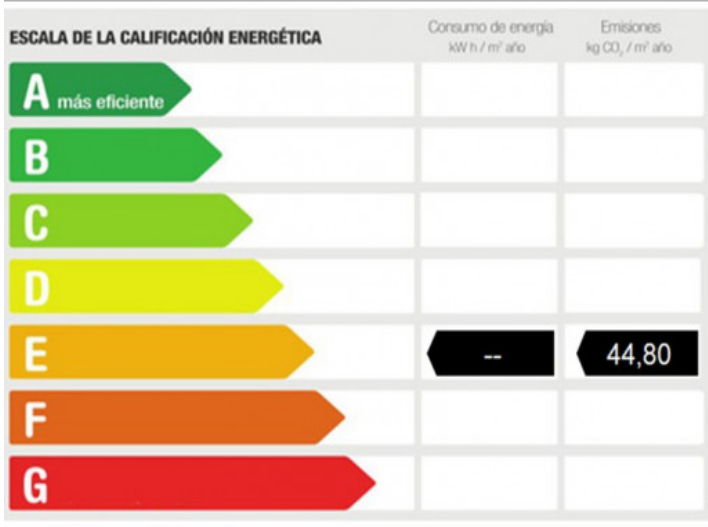 ESCALA DE LA CALIFICACIÓN ENERGÉTICA
Consumo de energía
kW h / m² año
Emisiones
kg CO₂ / m² año
A más eficiente
B
C
D
E -- 44,80
F
G